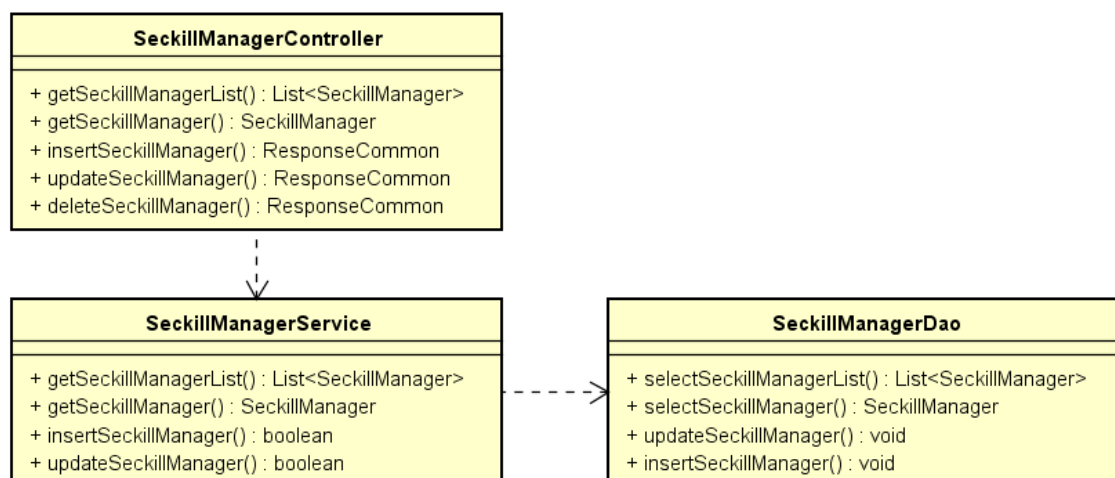 SeckillManagerController
+ getSeckillManagerList() : List<SeckillManager>
+ getSeckillManager() : SeckillManager
+ insertSeckillManager() : ResponseCommon
+ updateSeckillManager() : ResponseCommon
+ deleteSeckillManager() : ResponseCommon
SeckillManagerService
+ getSeckillManagerList() : List<SeckillManager>
+ getSeckillManager() : SeckillManager
+ insertSeckillManager() : boolean
+ updateSeckillManager() : boolean
SeckillManagerDao
+ selectSeckillManagerList() : List<SeckillManager>
+ selectSeckillManager() : SeckillManager
+ updateSeckillManager() : void
+ insertSeckillManager() : void